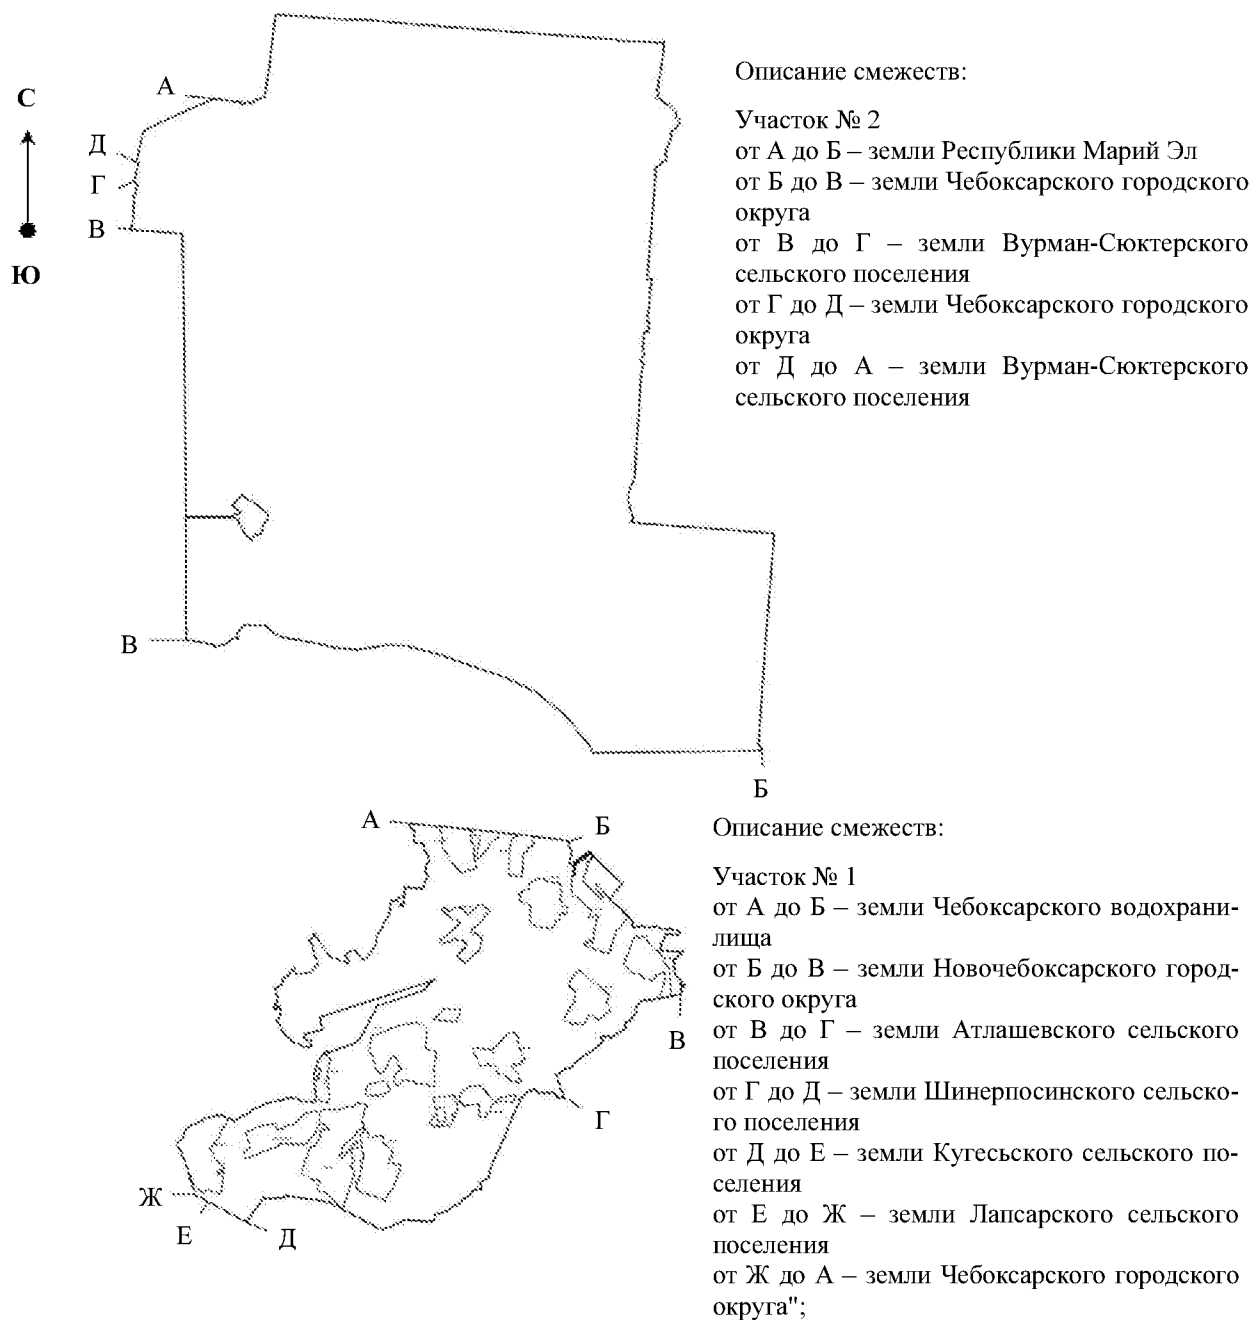 А
С
Д
Г
В
Ю
В
Б
Описание смежеств:
Участок № 2
от А до Б – земли Республики Марий Эл
от Б до В – земли Чебоксарского городского
округа
от В до Г – земли Вурман-Сюктерского
сельского поселения
от Г до Д – земли Чебоксарского городского
округа
от Д до А – земли Вурман-Сюктерского
сельского поселения
А
Б
В
Г
Ж
Е
Д
Описание смежеств:
Участок № 1
от А до Б – земли Чебоксарского водохрани-
лища
от Б до В – земли Новочебоксарского город-
ского округа
от В до Г – земли Атлашевского сельского
поселения
от Г до Д – земли Шинерпосинского сельско-
го поселения
от Д до Е – земли Кугесьского сельского по-
селения
от Е до Ж – земли Лапсарского сельского
поселения
от Ж до А – земли Чебоксарского городского
округа";